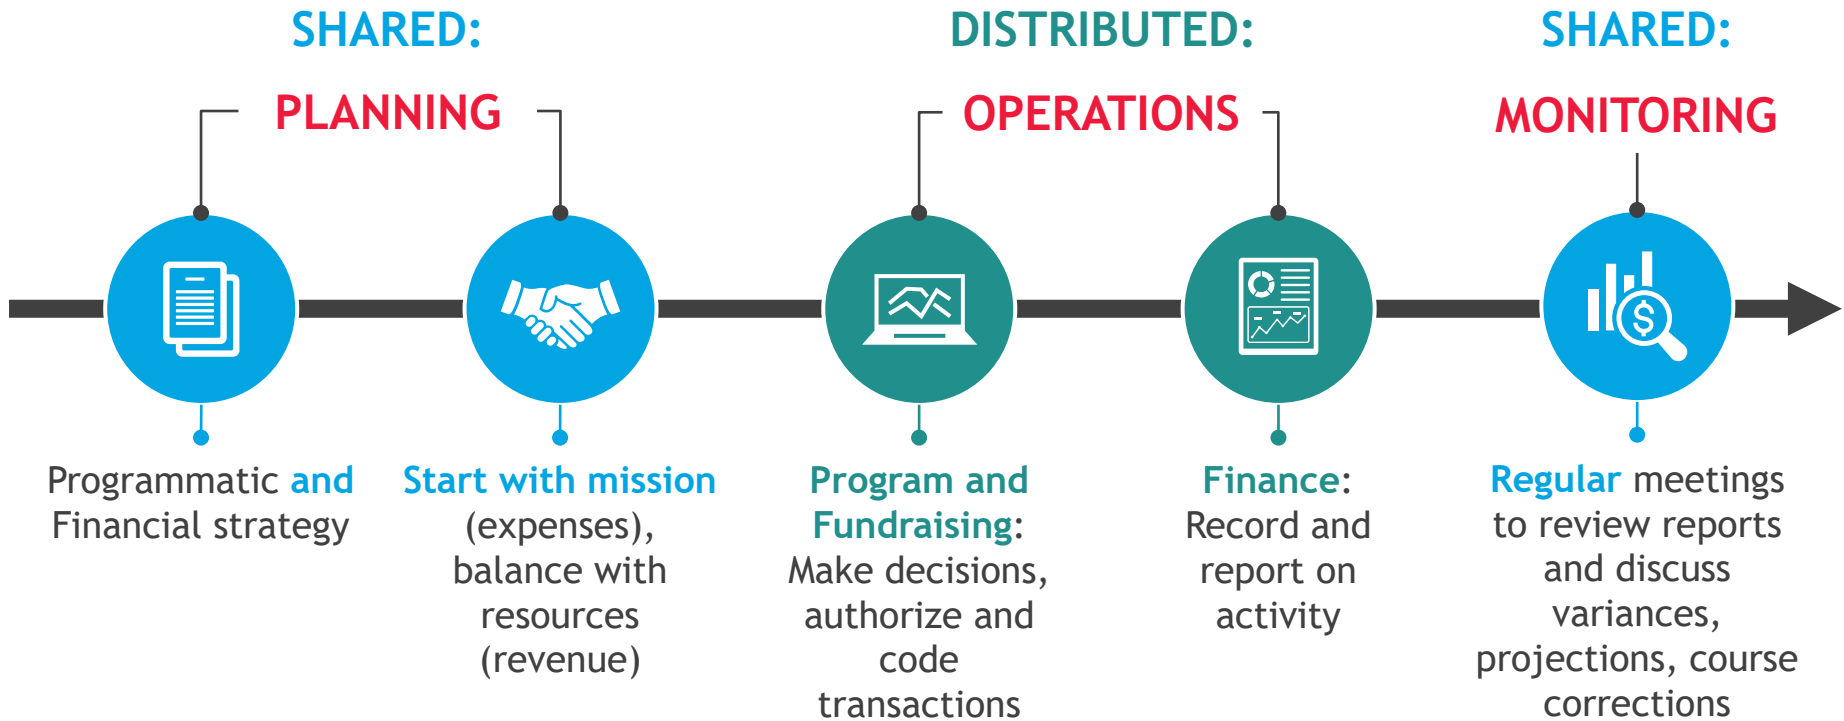 SHARED:
DISTRIBUTED:
SHARED:
PLANNING
OPERATIONS
MONITORING
$
Programmatic and
Financial strategy
Start with mission
(expenses),
balance with
resources
(revenue)
Program and
Fundraising:
Make decisions,
authorize and
code
transactions
Finance:
Record and
report on
activity
Regular meetings
to review reports
and discuss
variances,
projections, course
corrections